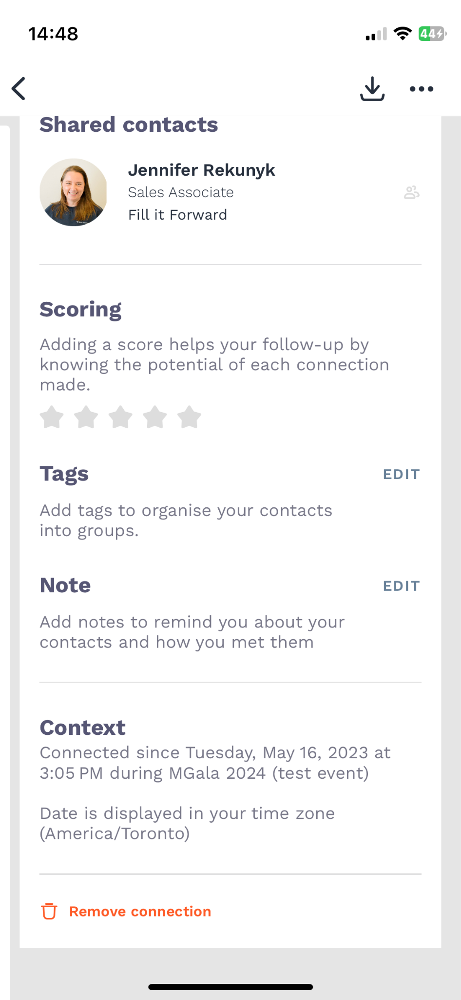 14:48
44
Shared contacts
Jennifer Rekunyk
Sales Associate
Fill it Forward
Scoring
Adding a score helps your follow-up by
knowing the potential of each connection
made.
Tags
EDIT
Add tags to organise your contacts
into groups.
Note
EDIT
Add notes to remind you about your
contacts and how you met them
Context
Connected since Tuesday, May 16, 2023 at
3:05 PM during MGala 2024 (test event)
Date is displayed in your time zone
(America/Toronto)
Remove connection